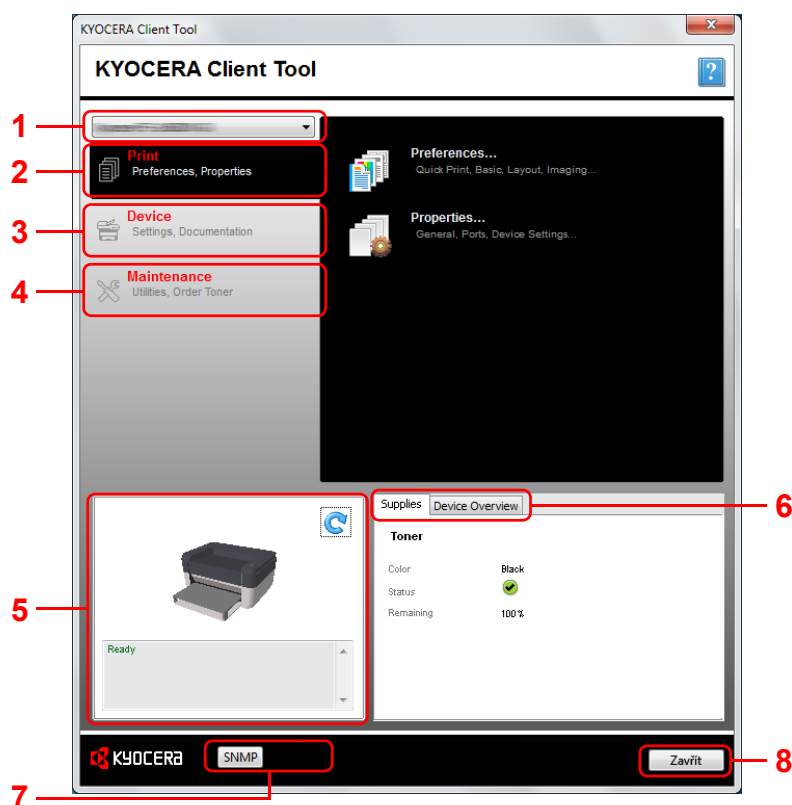 KYOCERA Client Tool
KYOCERA Client Tool
?
1
2
Print
Preferences, Properties
3
Device
Settings, Documentation
4
Maintenance
Utilities, Order Toner
Preferences...
Quick Print, Basic, Layout, Imaging...
Properties...
General, Ports, Device Settings...
5
Ready
6
Supplies
Device Overview
Toner
Color Black
Status
Remaining 100 %
KYOCERA
SNMP
7
Zavřít
8